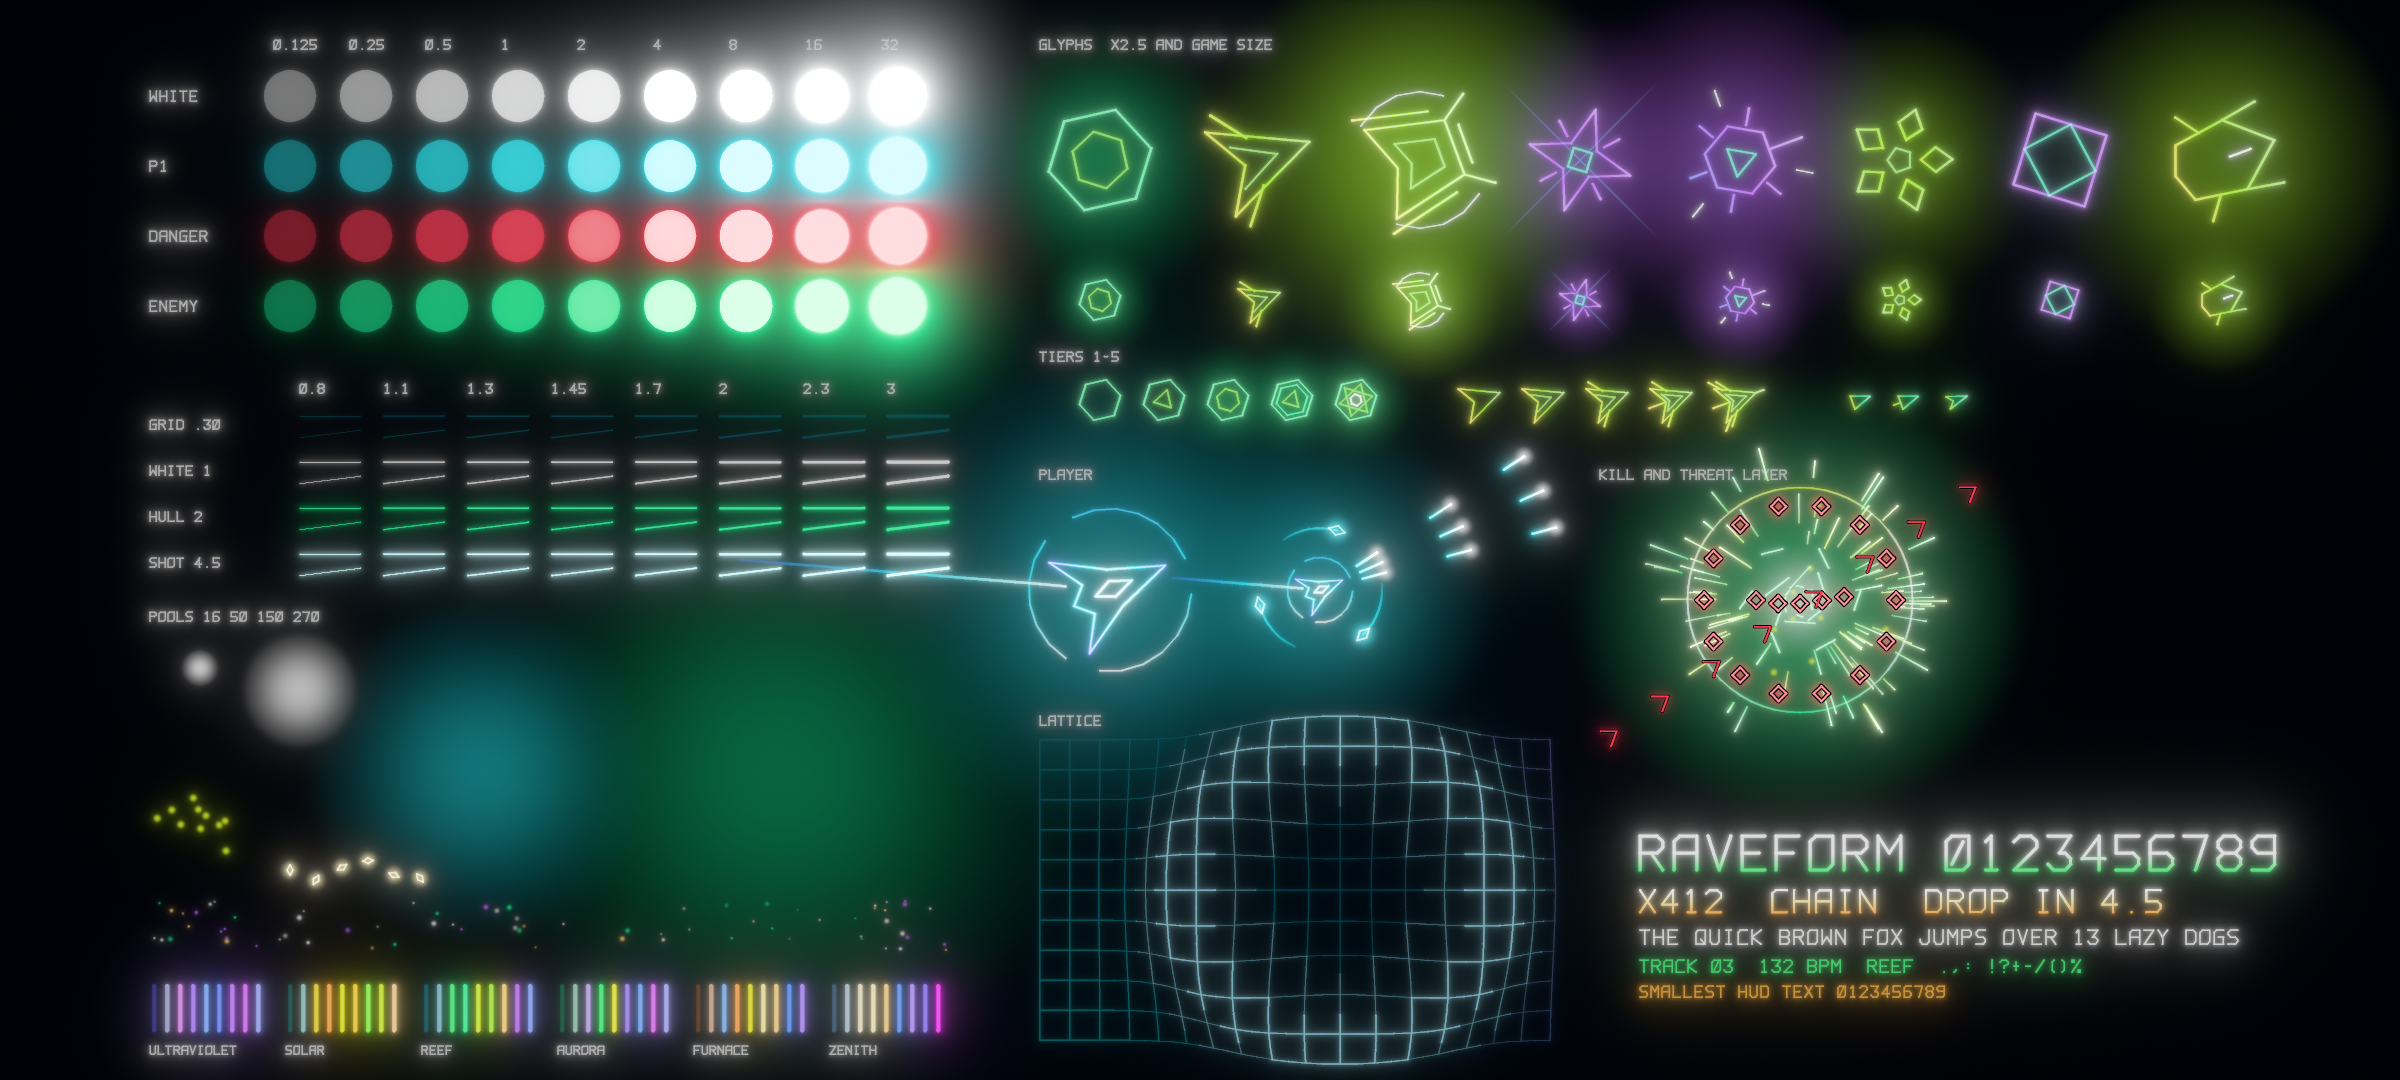 0.125 0.25 0.5 1 2 4 8 16 32
WHITE
P1
DANGER
ENEMY
0.8 1.1 1.3 1.45 1.7 2 2.3 3
GRID .30
WHITE 1
HULL 2
SHOT 4.5
POOLS 16 50 150 270
ULTRAVIOLET SOLAR REEF AURORA FURNACE ZENITH
GLYPHS X2.5 AND GAME SIZE
TIERS 1-5
PLAYER
KILL AND THREAT LAYER
LATTICE
RAVEFORM 0123456789
X412 CHAIN DROP IN 4.5
THE QUICK BROWN FOX JUMPS OVER 13 LAZY DOGS
TRACK 03 132 BPM REEF .,: !?+-/()%
SMALLEST HUD TEXT 0123456789